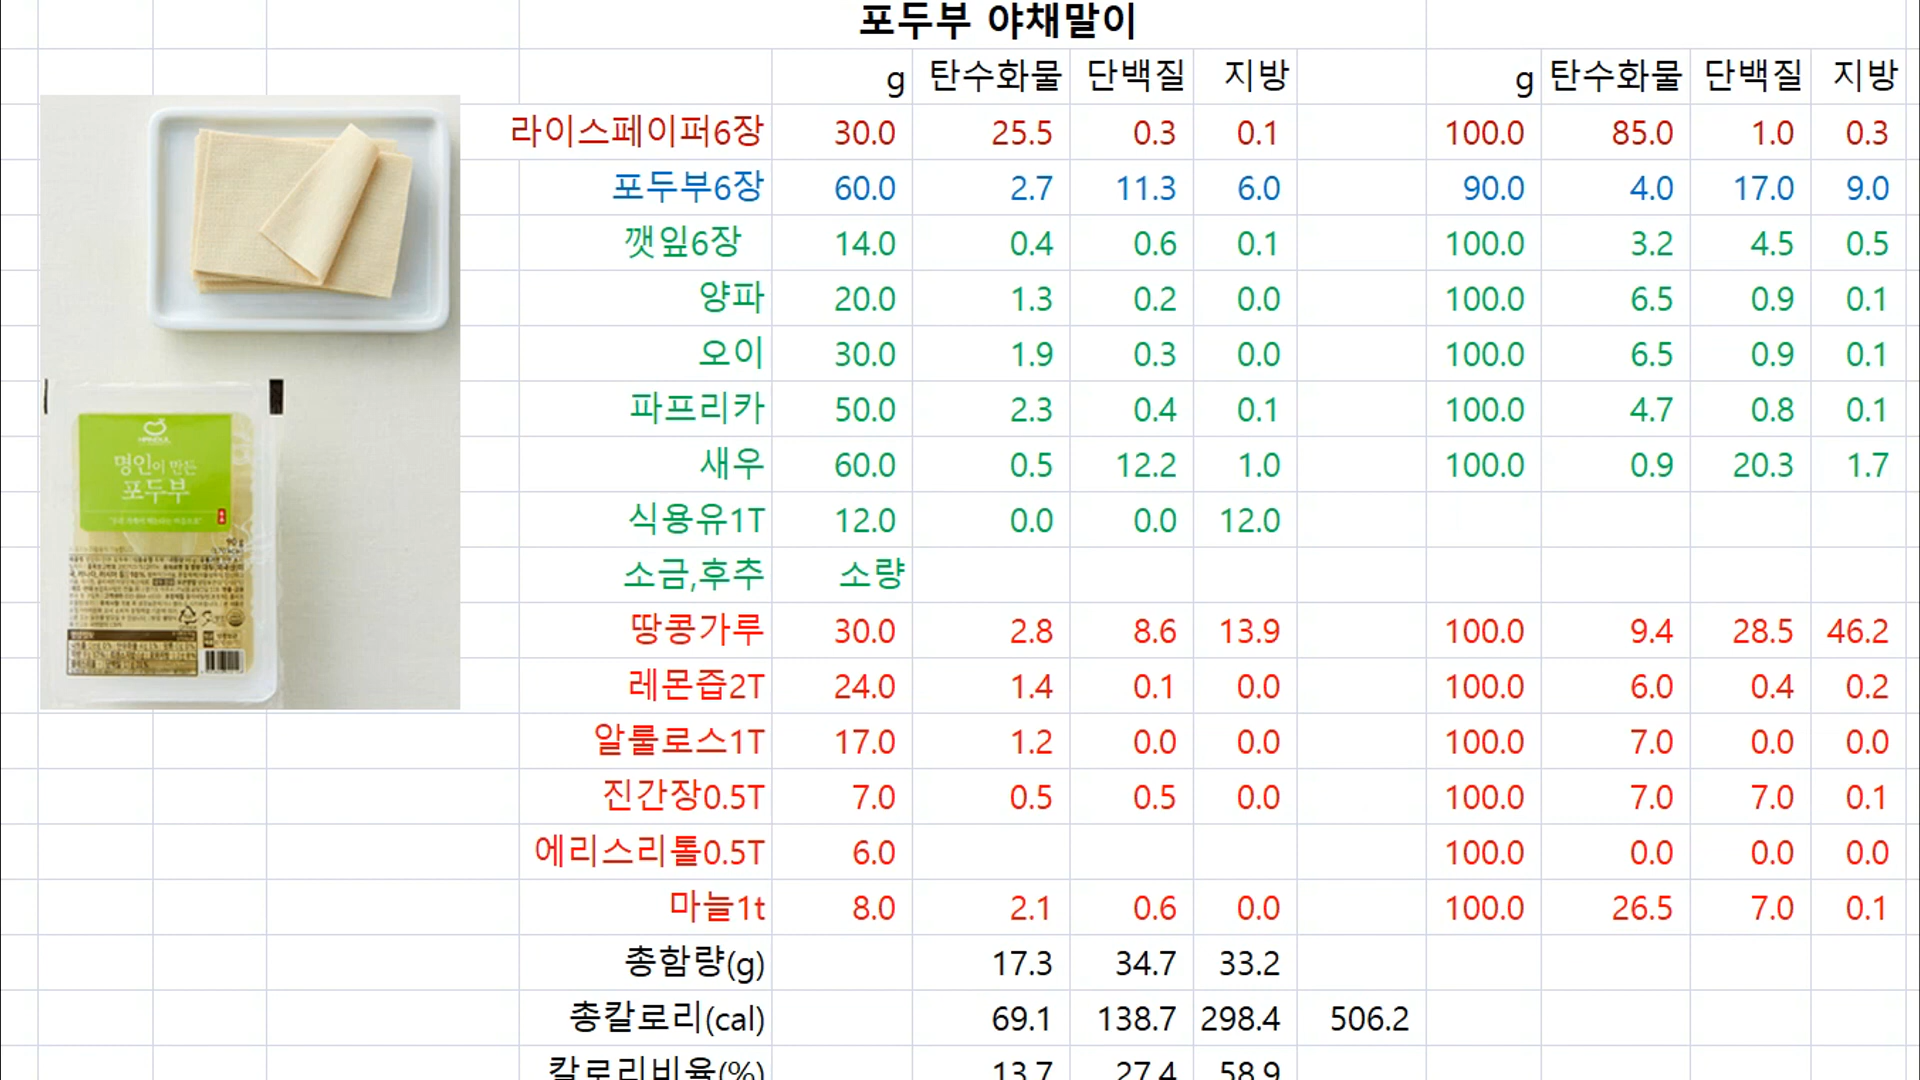 포두부 야채말이
g 탄수화물 단백질 지방 g 탄수화물 단백질 지방
라이스페이퍼6장 30.0 25.5 0.3 0.1 100.0 85.0 1.0 0.3
포두부6장 60.0 2.7 11.3 6.0 90.0 4.0 17.0 9.0
깻잎6장 14.0 0.4 0.6 0.1 100.0 3.2 4.5 0.5
양파 20.0 1.3 0.2 0.0 100.0 6.5 0.9 0.1
오이 30.0 1.9 0.3 0.0 100.0 6.5 0.9 0.1
파프리카 50.0 2.3 0.4 0.1 100.0 4.7 0.8 0.1
새우 60.0 0.5 12.2 1.0 100.0 0.9 20.3 1.7
식용유1T 12.0 0.0 0.0 12.0
소금,후추 소량
땅콩가루 30.0 2.8 8.6 13.9 100.0 9.4 28.5 46.2
레몬즙2T 24.0 1.4 0.1 0.0 100.0 6.0 0.4 0.2
알룰로스1T 17.0 1.2 0.0 0.0 100.0 7.0 0.0 0.0
진간장0.5T 7.0 0.5 0.5 0.0 100.0 7.0 7.0 0.1
에리스리톨0.5T 6.0 100.0 0.0 0.0 0.0
마늘1t 8.0 2.1 0.6 0.0 100.0 26.5 7.0 0.1
총함량(g) 17.3 34.7 33.2
총칼로리(cal) 69.1 138.7 298.4 506.2
칼로리비율(%) 13.7 27.4 58.9
명인이 만든
포두부
90 g